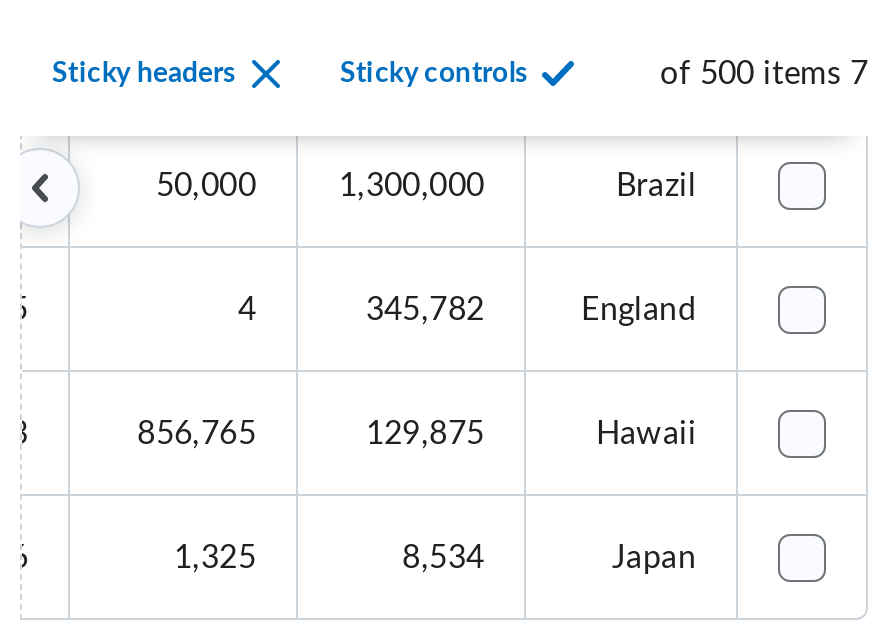 Sticky headers Sticky controls of 500 items 7
50,000 1,300,000 Brazil
4 345,782 England
856,765 129,875 Hawaii
1,325 8,534 Japan